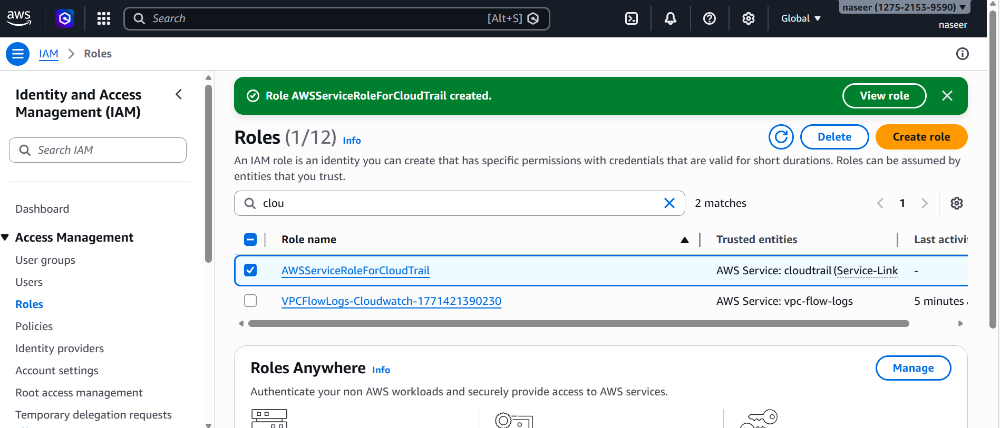 aws
Search
[Alt+S]
Global
naseer (1275-2153-9590)
naseer
IAM
Roles
Identity and Access
Management (IAM)
Search IAM
Dashboard
Access Management
User groups
Users
Roles
Policies
Identity providers
Account settings
Root access management
Temporary delegation requests
Role AWSServiceRoleForCloudTrail created.
View role
Roles (1/12) Info
Delete
Create role
An IAM role is an identity you can create that has specific permissions with credentials that are valid for short durations. Roles can be assumed by
entities that you trust.
clou
2 matches
1
Role name
Trusted entities
Last activit
AWSServiceRoleForCloudTrail
AWS Service: cloudtrail (Service-Link
-
VPCFlowLogs-Cloudwatch-1771421390230
AWS Service: vpc-flow-logs
5 minutes a
Roles Anywhere Info
Manage
Authenticate your non AWS workloads and securely provide access to AWS services.